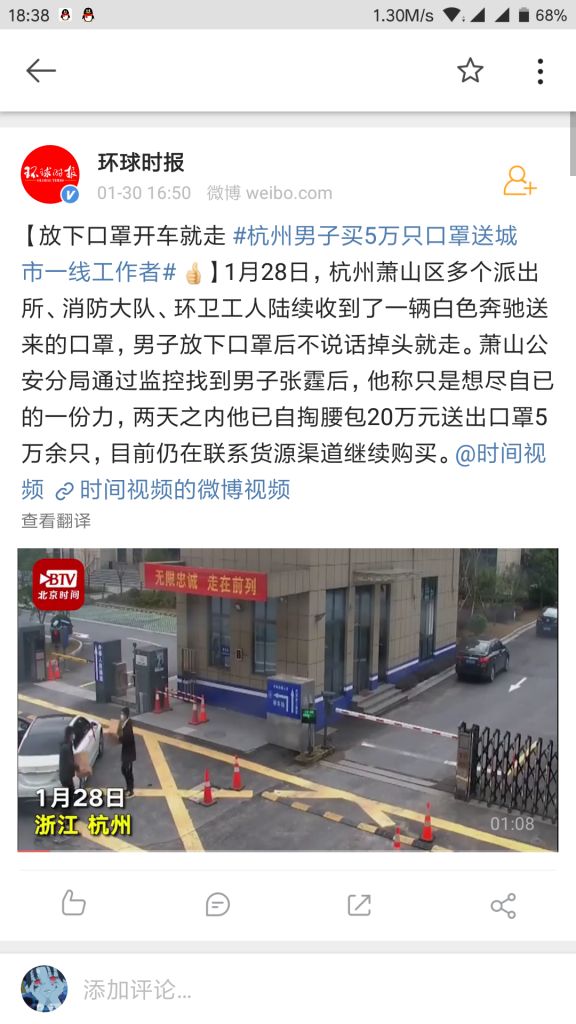 18:38
1.30M/s
68%
环球时报
01-30 16:50 微博 weibo.com
【放下口罩开车就走 #杭州男子买5万只口罩送城
市一线工作者# 👍】1月28日，杭州萧山区多个派出
所、消防大队、环卫工人陆续收到了一辆白色奔驰送
来的口罩，男子放下口罩后不说话掉头就走。萧山公
安分局通过监控找到男子张霆后，他称只是想尽自己
的一份力，两天之内他已自掏腰包20万元送出口罩5
万余只，目前仍在联系货源渠道继续购买。@时间视
频 时间视频的微博视频
查看翻译
BTV
北京时间
无限忠诚 走在前列
1月28日
浙江 杭州
01:08
添加评论...